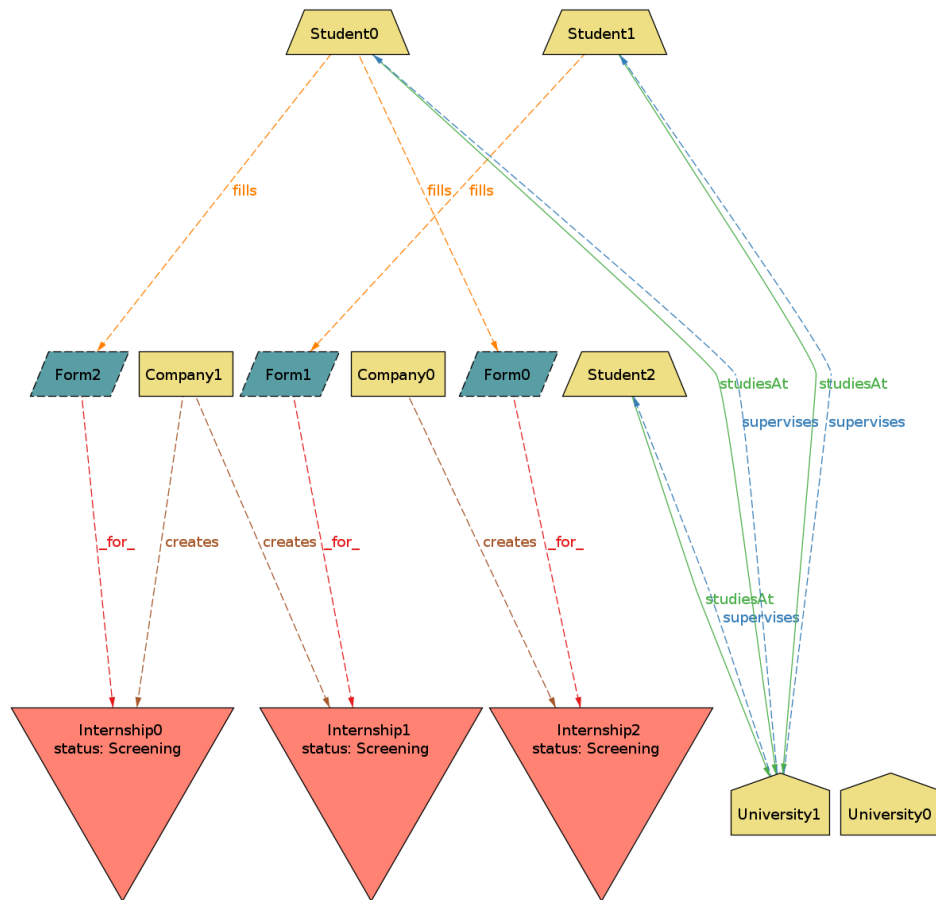 Student0
Student1
fills
fills
fills
Form2
Company1
Form1
Company0
Form0
Student2
studiesAt
studiesAt
supervises
supervises
_for_
creates
creates
_for_
creates
_for_
studiesAt
supervises
Internship0
status: Screening
Internship1
status: Screening
Internship2
status: Screening
University1
University0